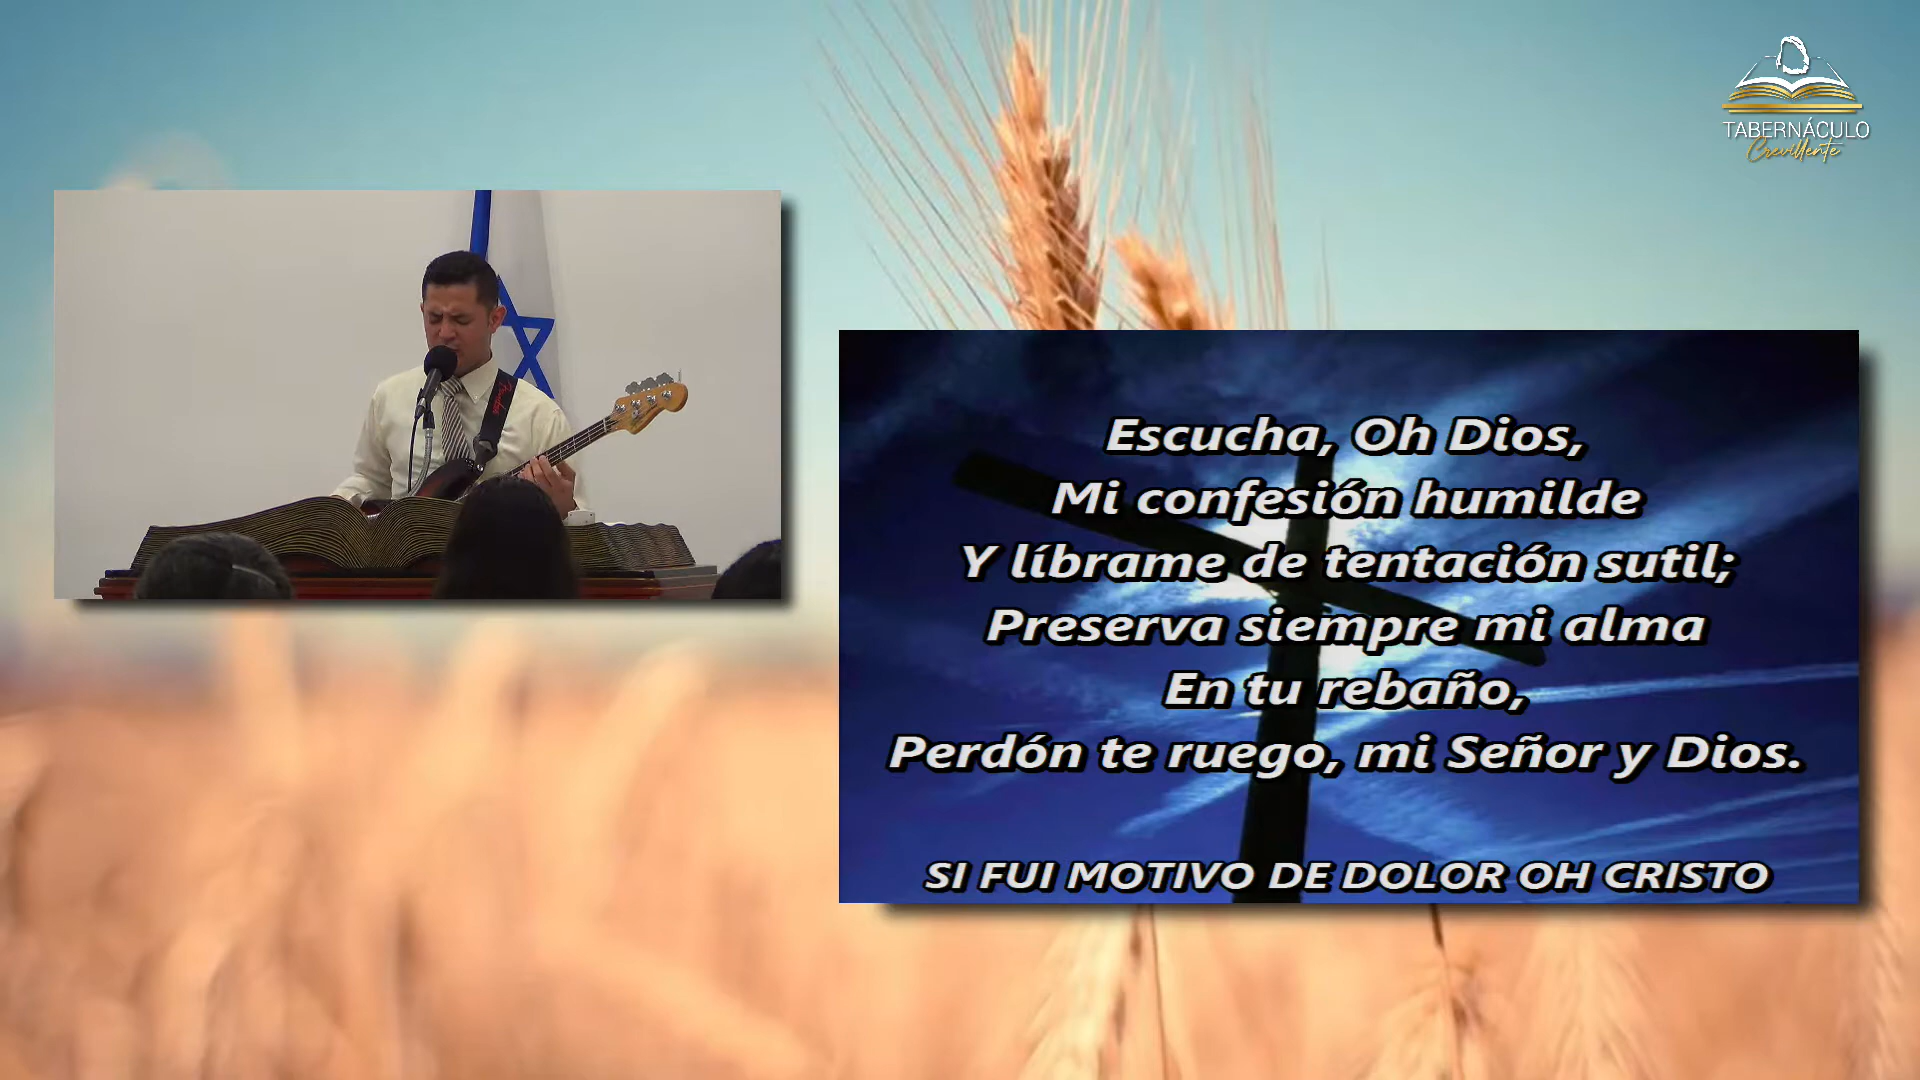 TABERNÁCULO
Crevillente
Escucha, Oh Dios,
Mi confesión humilde
Y líbrame de tentación sutil;
Preserva siempre mi alma
En tu rebaño,
Perdón te ruego, mi Señor y Dios.
SI FUI MOTIVO DE DOLOR OH CRISTO